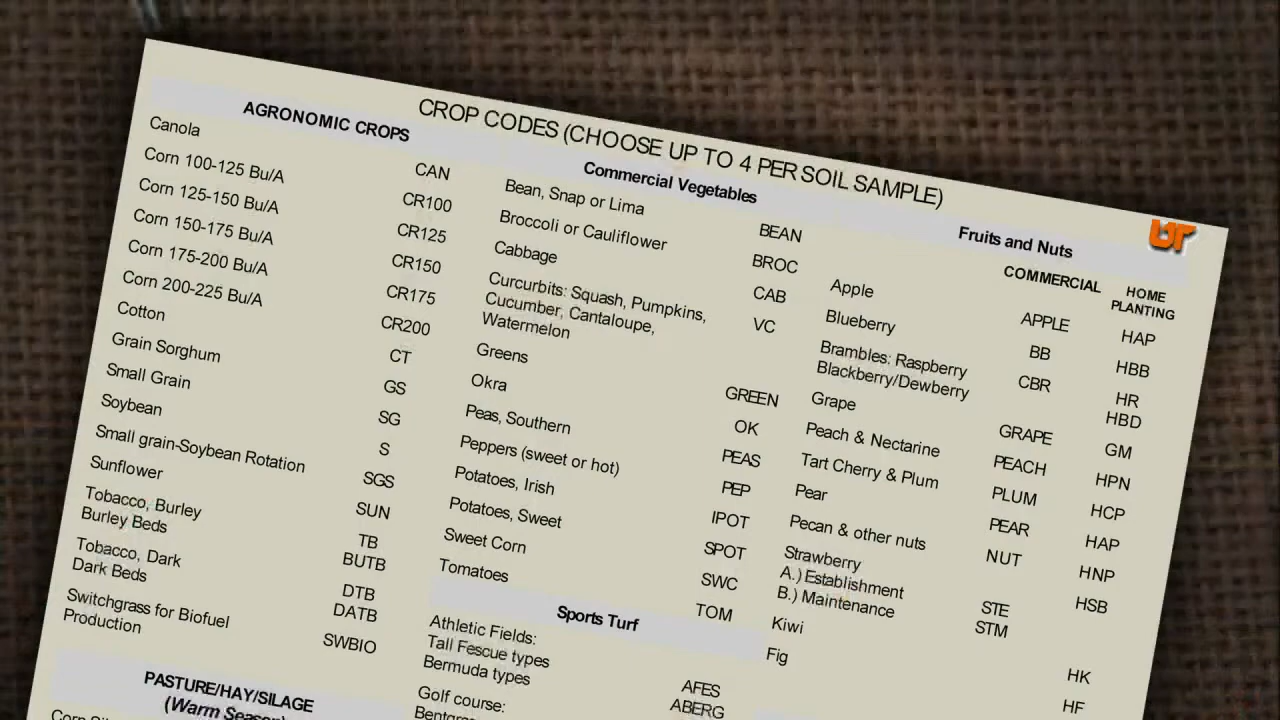 CROP CODES (CHOOSE UP TO 4 PER SOIL SAMPLE)
AGRONOMIC CROPS
Canola CAN
Corn 100-125 Bu/A CR100
Corn 125-150 Bu/A CR125
Corn 150-175 Bu/A CR150
Corn 175-200 Bu/A CR175
Corn 200-225 Bu/A CR200
Cotton CT
Grain Sorghum GS
Small Grain SG
Soybean S
Small grain-Soybean Rotation SGS
Sunflower SUN
Tobacco, Burley TB
Burley Beds BUTB
Tobacco, Dark DTB
Dark Beds DATB
Switchgrass for Biofuel
Production SWBIO
PASTURE/HAY/SILAGE
(Warm Season)
Commercial Vegetables
Bean, Snap or Lima BEAN
Broccoli or Cauliflower BROC
Cabbage CAB
Curcurbits: Squash, Pumpkins, VC
Cucumber, Cantaloupe,
Watermelon
Greens GREEN
Okra OK
Peas, Southern PEAS
Peppers (sweet or hot) PEP
Potatoes, Irish IPOT
Potatoes, Sweet SPOT
Sweet Corn SWC
Tomatoes TOM
Sports Turf
Athletic Fields:
Tall Fescue types AFES
Bermuda types ABERG
Golf course:
Fruits and Nuts
UT
COMMERCIAL HOME
PLANTING
Apple APPLE HAP
Blueberry BB HBB
Brambles: Raspberry CBR HR
Blackberry/Dewberry HBD
Grape GRAPE GM
Peach & Nectarine PEACH HPN
Tart Cherry & Plum PLUM HCP
Pear PEAR HAP
Pecan & other nuts NUT HNP
Strawberry HSB
A.) Establishment STE
B.) Maintenance STM
Kiwi HK
Fig HF